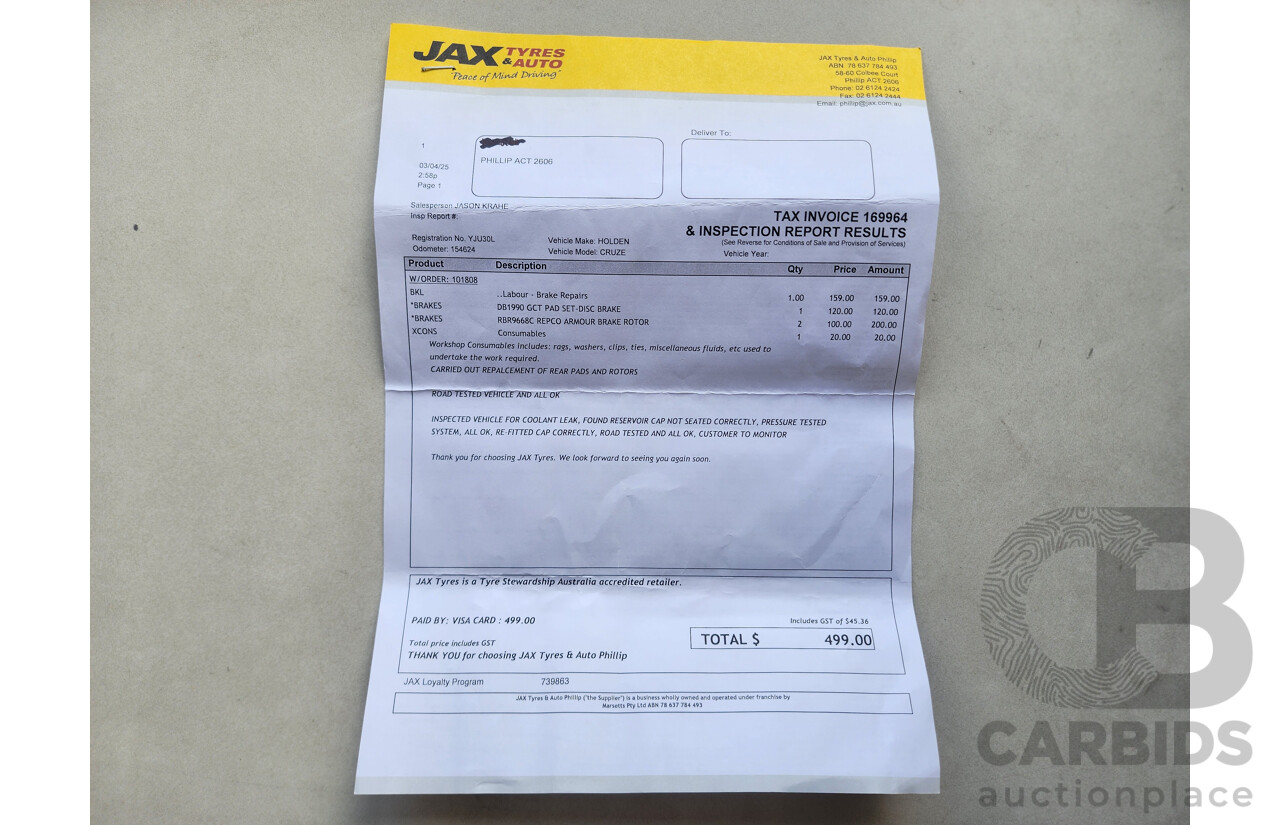 JAX TYRES & AUTO
"Peace of Mind Driving"
JAX Tyres & Auto Phillip
ABN 78 637 784 493
58-60 Colbee Court
Phillip ACT 2606
Phone: 02 6124 2424
Fax: 02 6124 2444
Email: phillip@jax.com.au
Deliver To:
1
PHILLIP ACT 2606
03/04/25
2:58p
Page 1
Salesperson JASON KRAHE
Insp Report #:
TAX INVOICE 169964
& INSPECTION REPORT RESULTS
(See Reverse for Conditions of Sale and Provision of Services)
Registration No. YJU30L Vehicle Make: HOLDEN
Odometer: 154624 Vehicle Model: CRUZE Vehicle Year:
Product Description Qty Price Amount
W/ORDER: 101808
BKL ..Labour - Brake Repairs 1.00 159.00 159.00
*BRAKES DB1990 GCT PAD SET-DISC BRAKE 1 120.00 120.00
*BRAKES RBR9668C REPCO ARMOUR BRAKE ROTOR 2 100.00 200.00
XCONS Consumables 1 20.00 20.00
Workshop Consumables includes: rags, washers, clips, ties, miscellaneous fluids, etc used to
undertake the work required.
CARRIED OUT REPALCEMENT OF REAR PADS AND ROTORS
ROAD TESTED VEHICLE AND ALL OK
INSPECTED VEHICLE FOR COOLANT LEAK, FOUND RESERVOIR CAP NOT SEATED CORRECTLY, PRESSURE TESTED
SYSTEM, ALL OK, RE-FITTED CAP CORRECTLY, ROAD TESTED AND ALL OK, CUSTOMER TO MONITOR
Thank you for choosing JAX Tyres. We look forward to seeing you again soon.
JAX Tyres is a Tyre Stewardship Australia accredited retailer.
PAID BY: VISA CARD : 499.00
Includes GST of $45.36
Total price includes GST
TOTAL $ 499.00
THANK YOU for choosing JAX Tyres & Auto Phillip
JAX Loyalty Program 739863
JAX Tyres & Auto Phillip ("the Supplier") is a business wholly owned and operated under franchise by
Marsetts Pty Ltd ABN 78 637 784 493
CB
CARBIDS
auctionplace